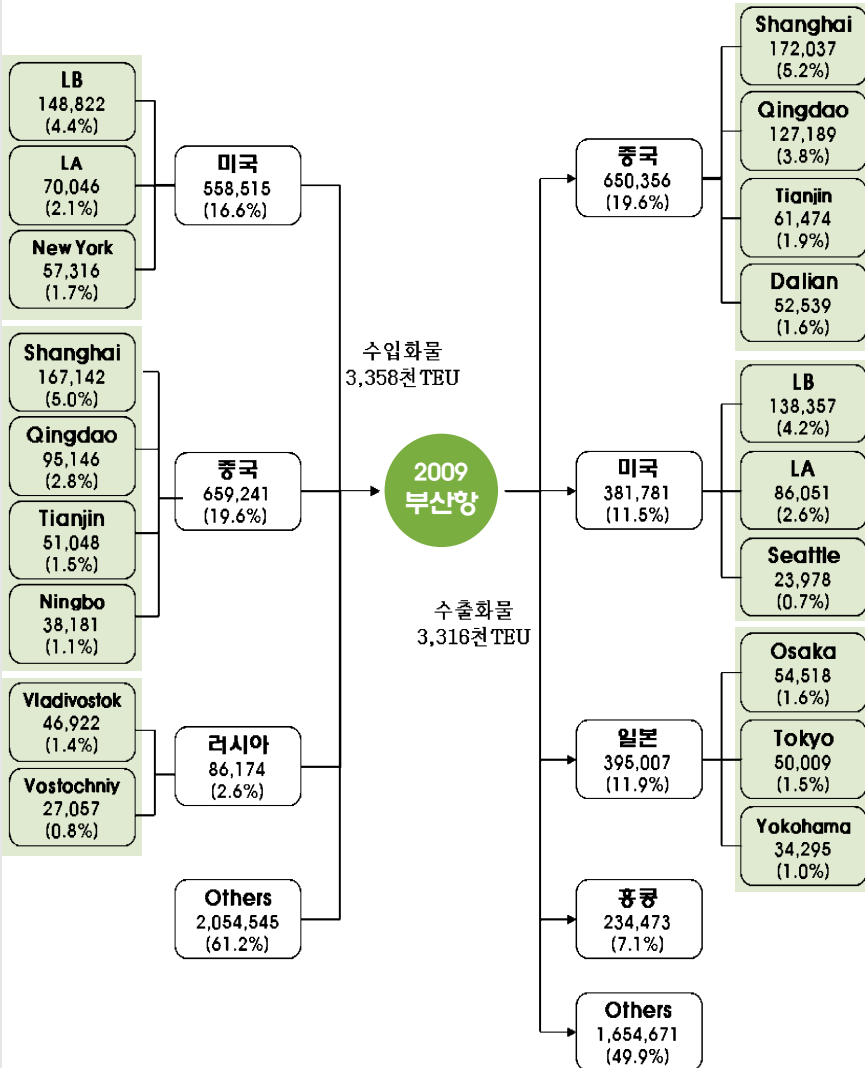 LB
148,822
(4.4%)
LA
70,046
(2.1%)
New York
57,316
(1.7%)
미국
558,515
(16.6%)
Shanghai
167,142
(5.0%)
Qingdao
95,146
(2.8%)
Tianjin
51,048
(1.5%)
Ningbo
38,181
(1.1%)
중국
659,241
(19.6%)
Vladivostok
46,922
(1.4%)
Vostochniy
27,057
(0.8%)
러시아
86,174
(2.6%)
Others
2,054,545
(61.2%)
수입화물
3,358천TEU
2009
부산항
수출화물
3,316천TEU
중국
650,356
(19.6%)
Shanghai
172,037
(5.2%)
Qingdao
127,189
(3.8%)
Tianjin
61,474
(1.9%)
Dalian
52,539
(1.6%)
미국
381,781
(11.5%)
LB
138,357
(4.2%)
LA
86,051
(2.6%)
Seattle
23,978
(0.7%)
일본
395,007
(11.9%)
Osaka
54,518
(1.6%)
Tokyo
50,009
(1.5%)
Yokohama
34,295
(1.0%)
홍콩
234,473
(7.1%)
Others
1,654,671
(49.9%)